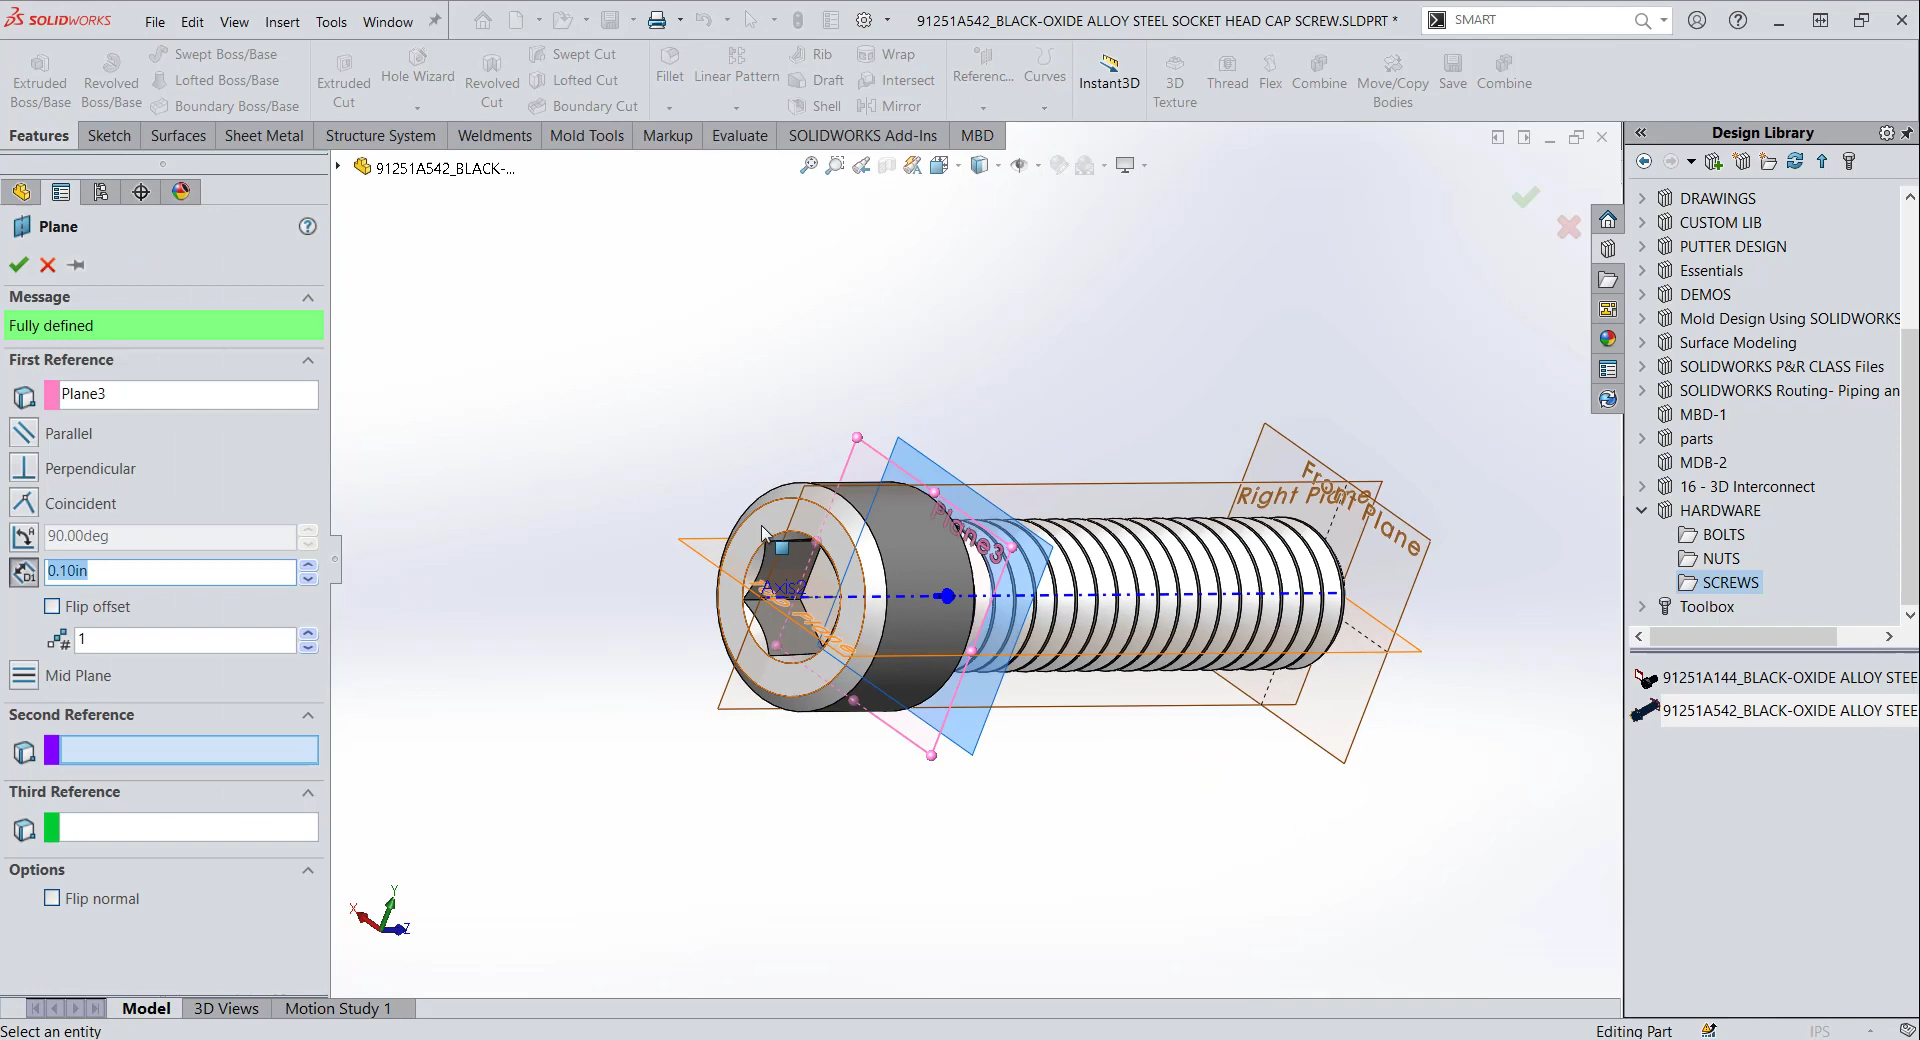 SOLIDWORKS
File Edit View Insert Tools Window
91251A542_BLACK-OXIDE ALLOY STEEL SOCKET HEAD CAP SCREW.SLDPRT *
SMART
Extruded Boss/Base
Revolved Boss/Base
Swept Boss/Base
Lofted Boss/Base
Boundary Boss/Base
Extruded Cut
Hole Wizard
Revolved Cut
Swept Cut
Lofted Cut
Boundary Cut
Fillet
Linear Pattern
Rib
Draft
Shell
Wrap
Intersect
Mirror
Referenc...
Curves
Instant3D
3D Texture
Thread
Flex
Combine
Move/Copy Bodies
Save
Combine
Features Sketch Surfaces Sheet Metal Structure System Weldments Mold Tools Markup Evaluate SOLIDWORKS Add-Ins MBD
Plane
Message
Fully defined
First Reference
Plane3
Parallel
Perpendicular
Coincident
90.00deg
0.10in
Flip offset
1
Mid Plane
Second Reference
Third Reference
Options
Flip normal
91251A542_BLACK-...
Plane3
Axis2
Right Plane
Front Plane
X
Y
Z
Design Library
DRAWINGS
CUSTOM LIB
PUTTER DESIGN
Essentials
DEMOS
Mold Design Using SOLIDWORKS
Surface Modeling
SOLIDWORKS P&R CLASS Files
SOLIDWORKS Routing- Piping an
MBD-1
parts
MDB-2
16 - 3D Interconnect
HARDWARE
BOLTS
NUTS
SCREWS
Toolbox
91251A144_BLACK-OXIDE ALLOY STEE
91251A542_BLACK-OXIDE ALLOY STEE
Model 3D Views Motion Study 1
Select an entity
Editing Part
IPS